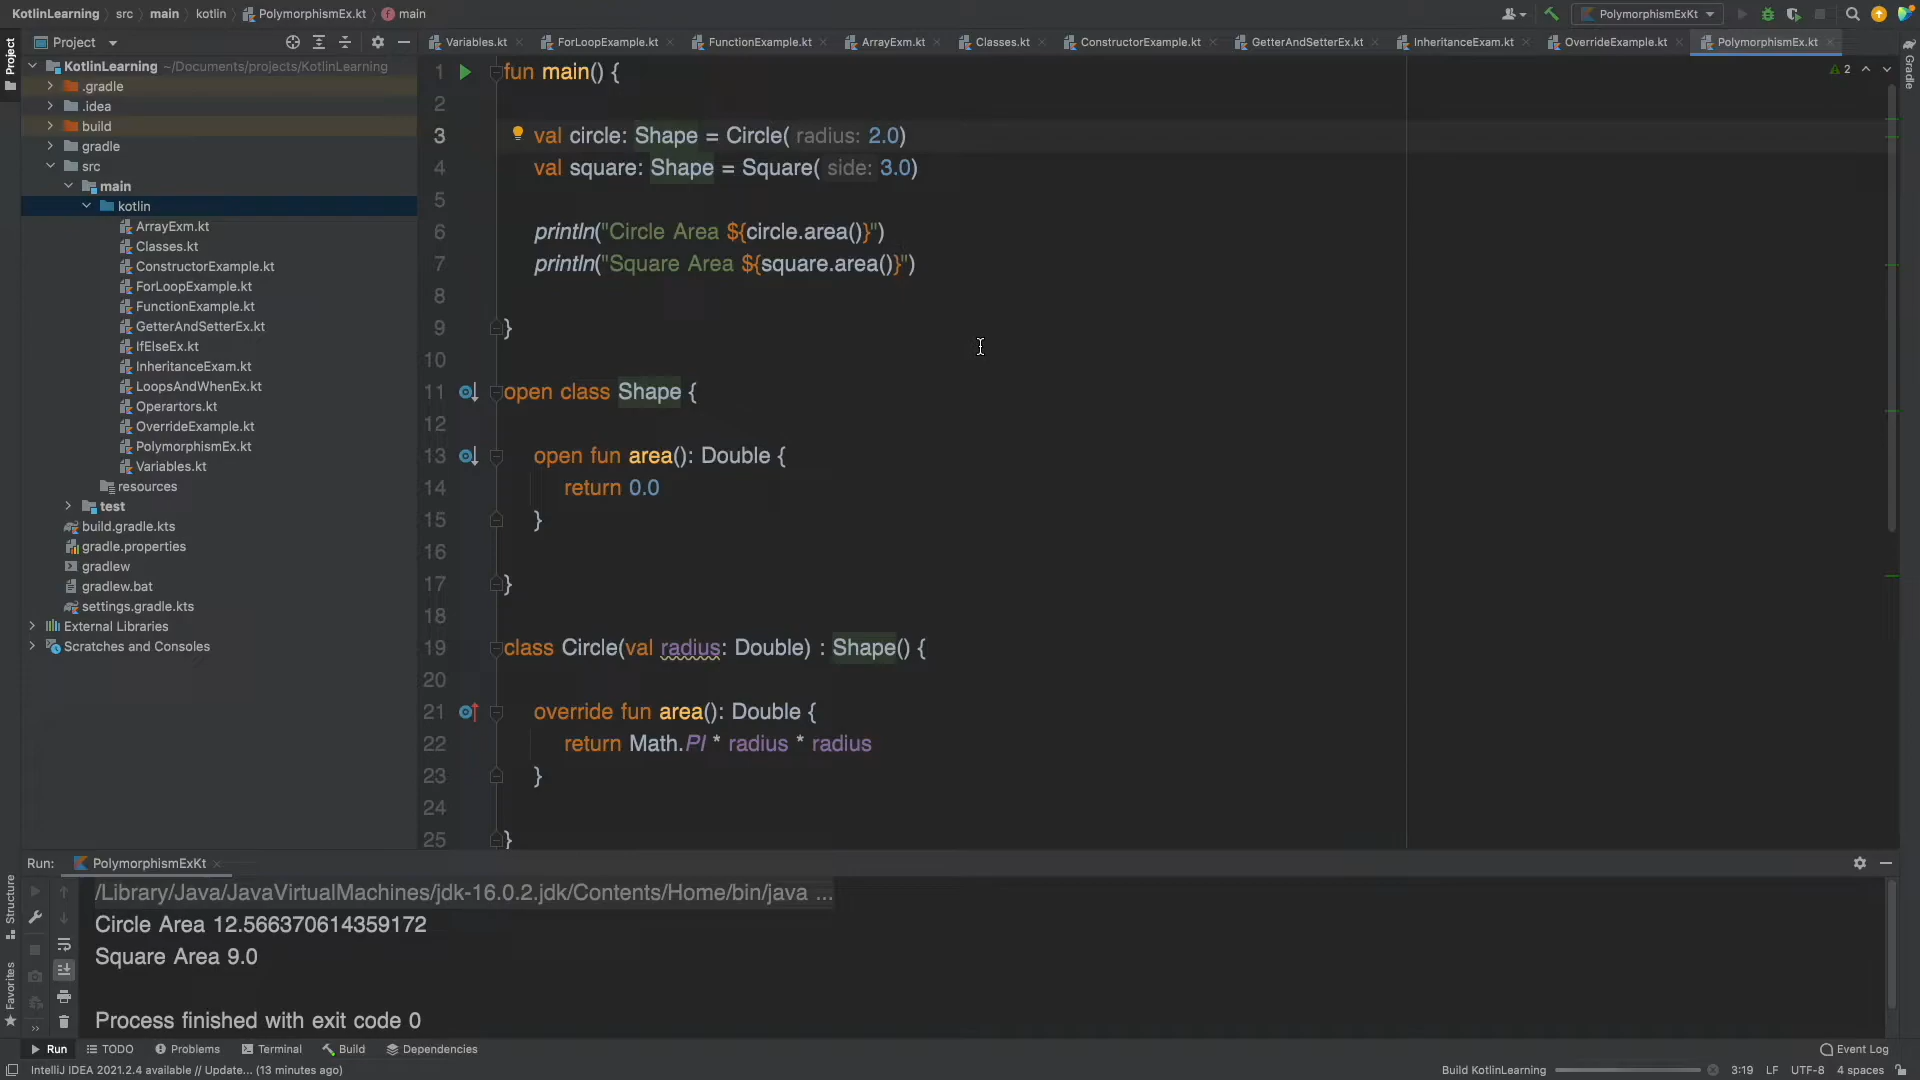 KotlinLearning src main kotlin PolymorphismEx.kt main
PolymorphismExKt
Project
Variables.kt ForLoopExample.kt FunctionExample.kt ArrayExm.kt Classes.kt ConstructorExample.kt GetterAndSetterEx.kt InheritanceExam.kt OverrideExample.kt PolymorphismEx.kt
Project
Gradle
KotlinLearning ~/Documents/projects/KotlinLearning
.gradle
.idea
build
gradle
src
main
kotlin
ArrayExm.kt
Classes.kt
ConstructorExample.kt
ForLoopExample.kt
FunctionExample.kt
GetterAndSetterEx.kt
IfElseEx.kt
InheritanceExam.kt
LoopsAndWhenEx.kt
Operartors.kt
OverrideExample.kt
PolymorphismEx.kt
Variables.kt
resources
test
build.gradle.kts
gradle.properties
gradlew
gradlew.bat
settings.gradle.kts
External Libraries
Scratches and Consoles
2
1 fun main() {
2
3 val circle: Shape = Circle( radius: 2.0)
4 val square: Shape = Square( side: 3.0)
5
6 println("Circle Area ${circle.area()}")
7 println("Square Area ${square.area()}")
8
9 }
10
11 open class Shape {
12
13 open fun area(): Double {
14 return 0.0
15 }
16
17 }
18
19 class Circle(val radius: Double) : Shape() {
20
21 override fun area(): Double {
22 return Math.PI * radius * radius
23 }
24
25 }
Run: PolymorphismExKt
Structure
Favorites
/Library/Java/JavaVirtualMachines/jdk-16.0.2.jdk/Contents/Home/bin/java ...
Circle Area 12.566370614359172
Square Area 9.0
Process finished with exit code 0
Run TODO Problems Terminal Build Dependencies
Event Log
IntelliJ IDEA 2021.2.4 available // Update... (13 minutes ago)
Build KotlinLearning 3:19 LF UTF-8 4 spaces